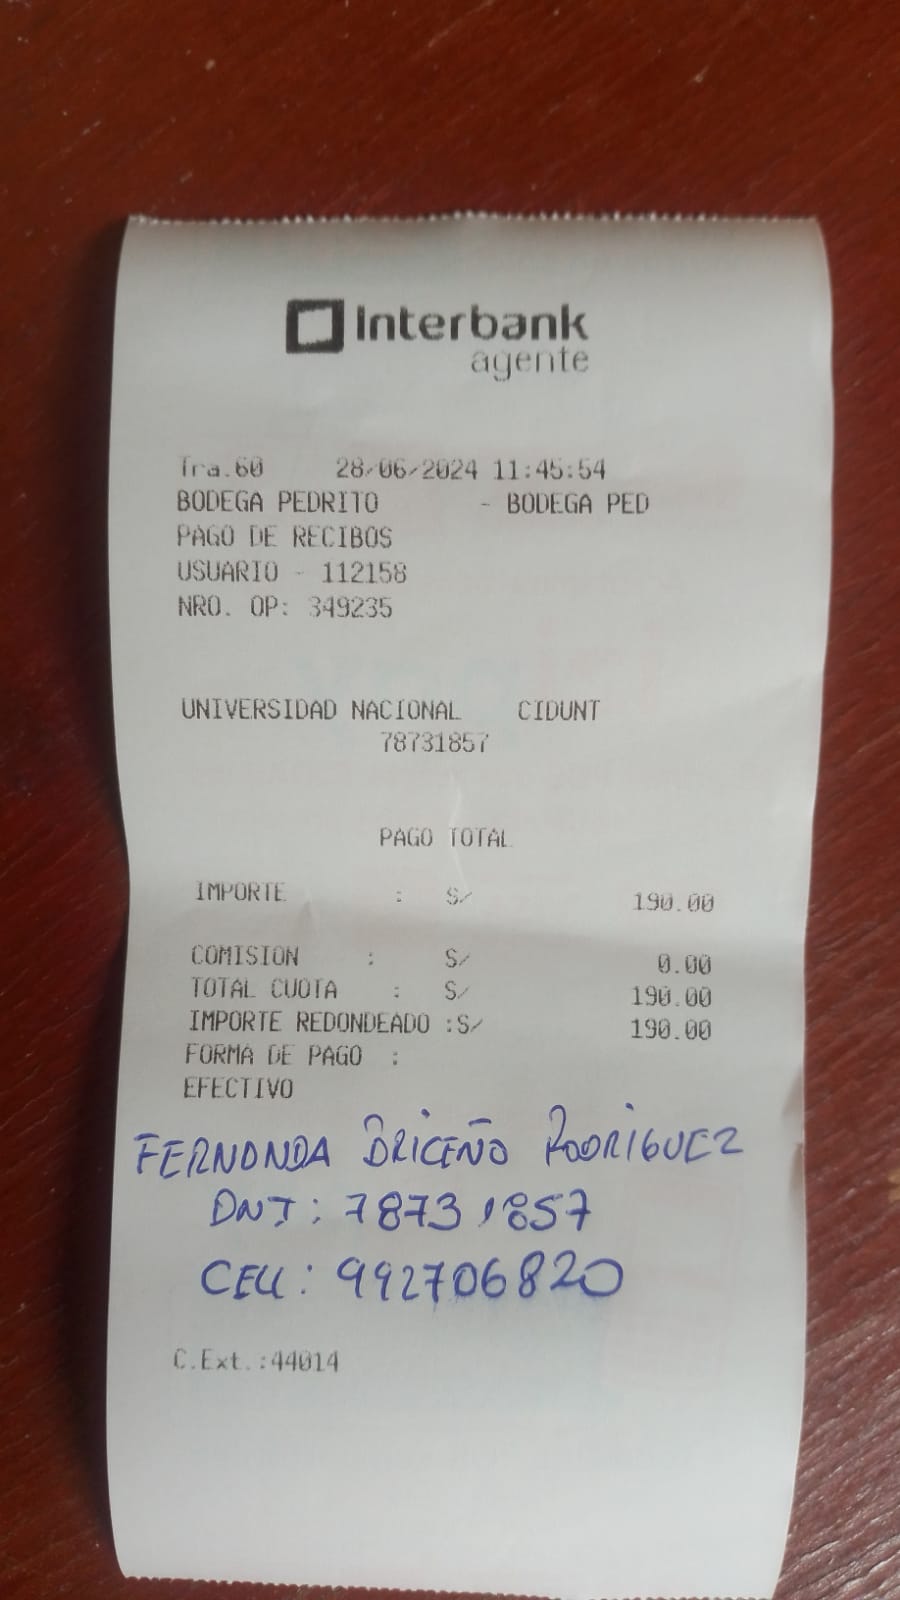 Interbank
agente
Tra.60 28/06/2024 11:45:54
BODEGA PEDRITO - BODEGA PED
PAGO DE RECIBOS
USUARIO - 112158
NRO. OP: 349235
UNIVERSIDAD NACIONAL CIDUNT
78731857
PAGO TOTAL
IMPORTE : S/ 190.00
COMISION : S/ 0.00
TOTAL CUOTA : S/ 190.00
IMPORTE REDONDEADO :S/ 190.00
FORMA DE PAGO :
EFECTIVO
FERNONDA BRICEÑO RODRIGUEZ
DNI: 78731857
CELL: 992706820
C.Ext.:44014